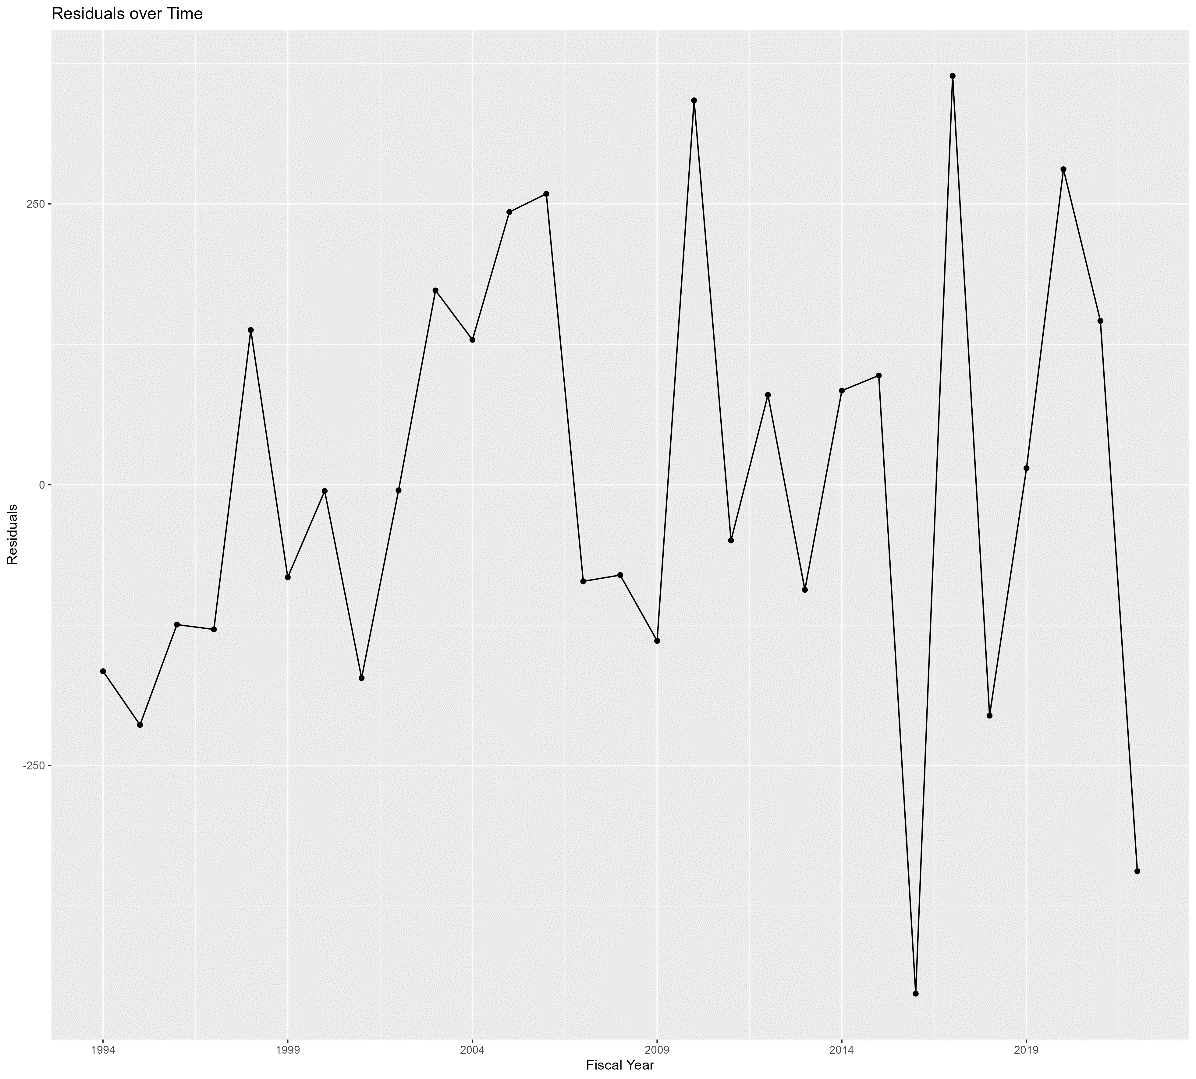 Residuals over Time
Residuals
250
0
-250
1994 1999 2004 2009 2014 2019
Fiscal Year